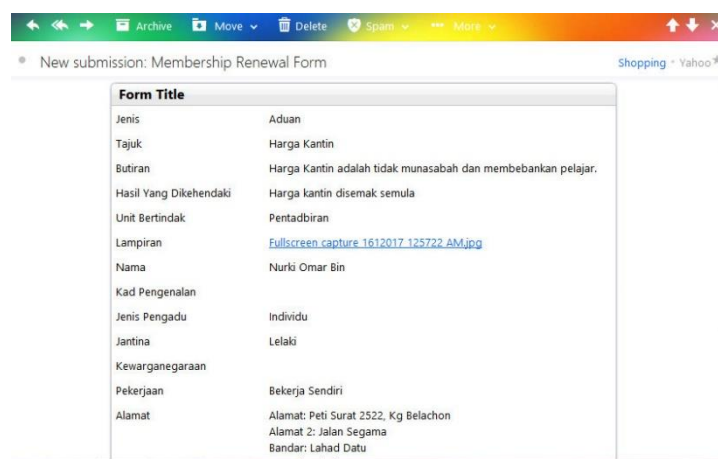 Archive Move Delete Spam More
New submission: Membership Renewal Form Shopping Yahoo
Form Title
Jenis Aduan
Tajuk Harga Kantin
Butiran Harga Kantin adalah tidak munasabah dan membebankan pelajar.
Hasil Yang Dikehendaki Harga kantin disemak semula
Unit Bertindak Pentadbiran
Lampiran Fullscreen capture 1612017 125722 AM.jpg
Nama Nurki Omar Bin
Kad Pengenalan
Jenis Pengadu Individu
Jantina Lelaki
Kewarganegaraan
Pekerjaan Bekerja Sendiri
Alamat Alamat: Peti Surat 2522, Kg Belachon
Alamat 2: Jalan Segama
Bandar: Lahad Datu